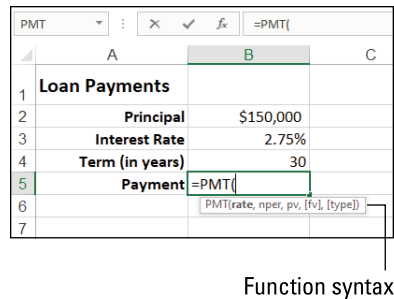 PMT fx =PMT(
A B C
1 Loan Payments
2 Principal $150,000
3 Interest Rate 2.75%
4 Term (in years) 30
5 Payment =PMT(
6 PMT(rate, nper, pv, [fv], [type])
7
Function syntax